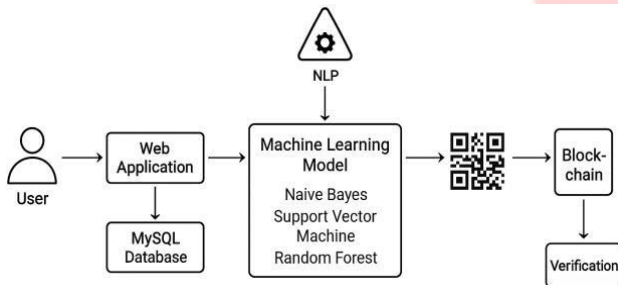 NLP
User
Web
Application
MySQL
Database
Machine Learning
Model
Naive Bayes
Support Vector
Machine
Random Forest
Block-
chain
Verification